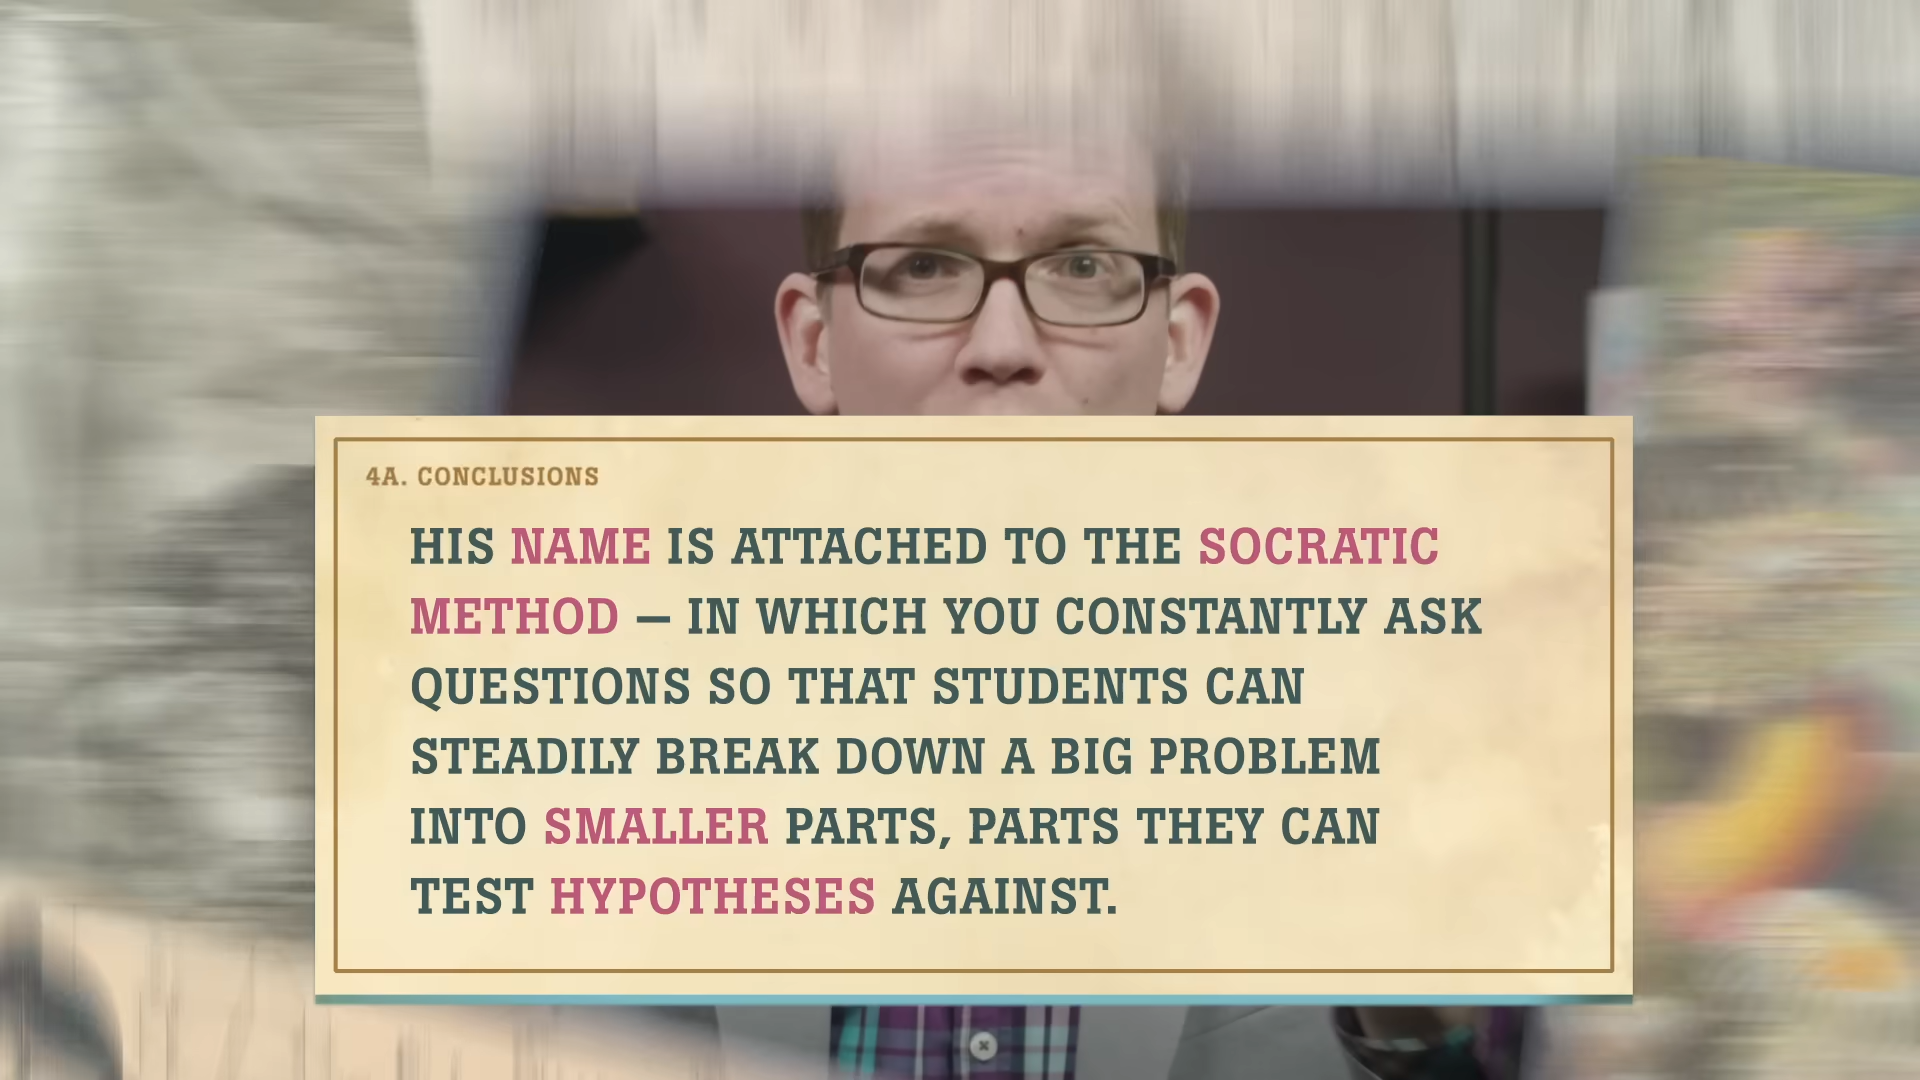 4A. CONCLUSIONS
HIS NAME IS ATTACHED TO THE SOCRATIC
METHOD – IN WHICH YOU CONSTANTLY ASK
QUESTIONS SO THAT STUDENTS CAN
STEADILY BREAK DOWN A BIG PROBLEM
INTO SMALLER PARTS, PARTS THEY CAN
TEST HYPOTHESES AGAINST.